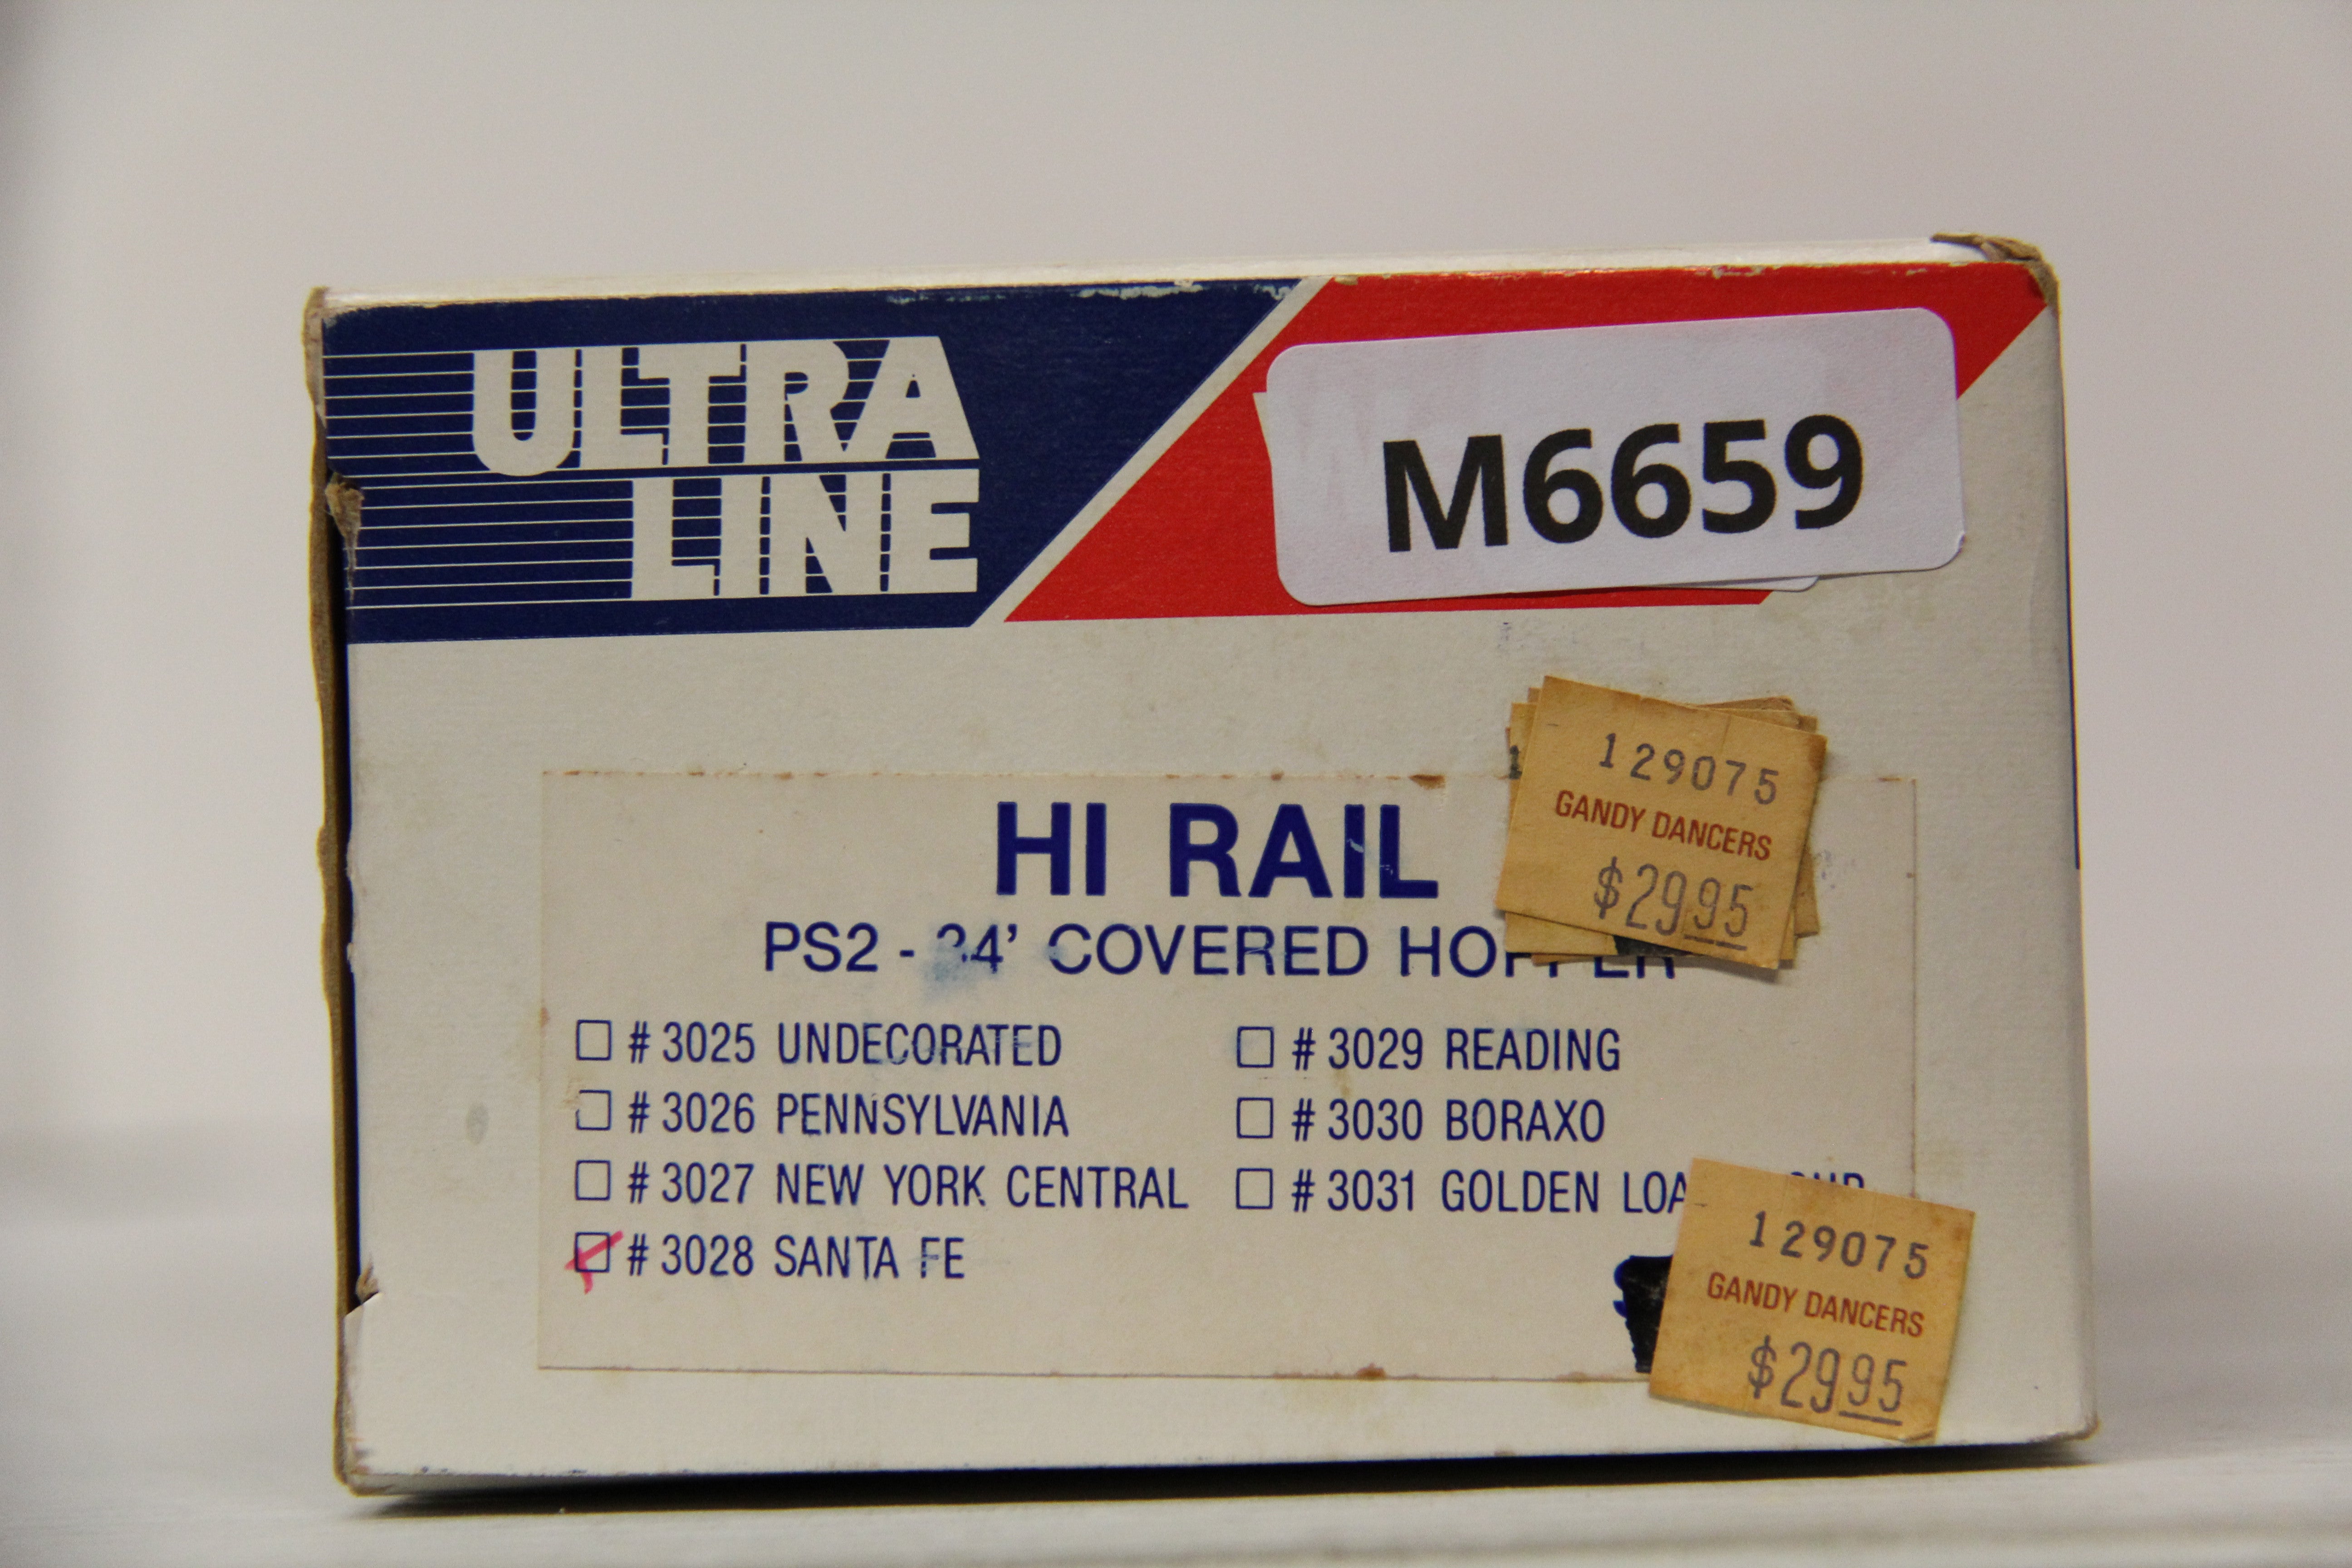 ULTRA
LINE
M6659
129075
GANDY DANCERS
$29.95
HI RAIL
PS2 - 34' COVERED HOPPER
# 3025 UNDECORATED
# 3026 PENNSYLVANIA
# 3027 NEW YORK CENTRAL
# 3028 SANTA FE
# 3029 READING
# 3030 BORAXO
# 3031 GOLDEN
129075
GANDY DANCERS
$29.95